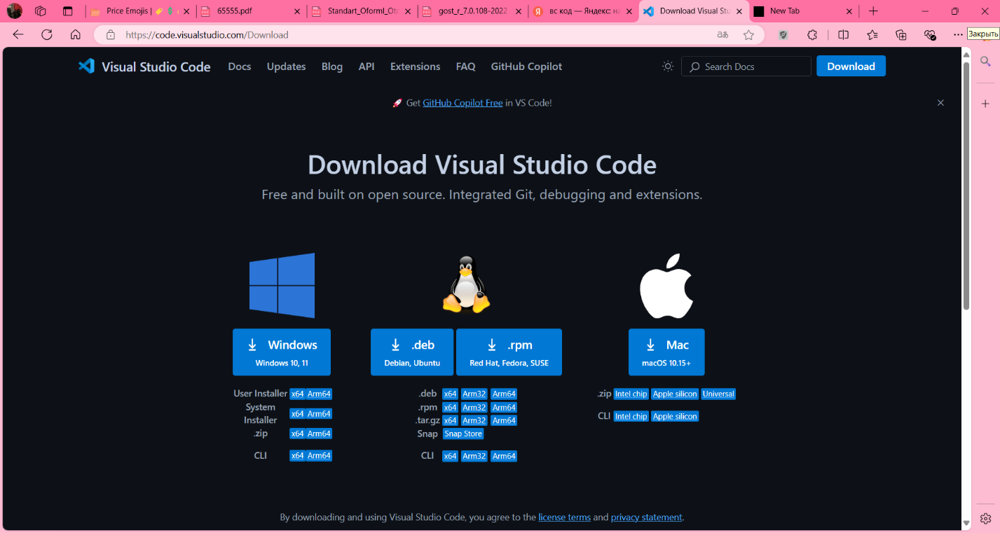 Price Emojis
65555.pdf
Standart_Oforml_Oto
gost_r_7.0.108-2022
вс код — Яндекс: на
Download Visual Stu
New Tab
https://code.visualstudio.com/Download
Закрыть
Visual Studio Code Docs Updates Blog API Extensions FAQ GitHub Copilot Search Docs Download
Get GitHub Copilot Free in VS Code!
Download Visual Studio Code
Free and built on open source. Integrated Git, debugging and extensions.
Windows
Windows 10, 11
User Installer x64 Arm64
System
Installer x64 Arm64
.zip x64 Arm64
CLI x64 Arm64
.deb
Debian, Ubuntu
.rpm
Red Hat, Fedora, SUSE
.deb x64 Arm32 Arm64
.rpm x64 Arm32 Arm64
.tar.gz x64 Arm32 Arm64
Snap Snap Store
CLI x64 Arm32 Arm64
Mac
macOS 10.15+
.zip Intel chip Apple silicon Universal
CLI Intel chip Apple silicon
By downloading and using Visual Studio Code, you agree to the license terms and privacy statement.